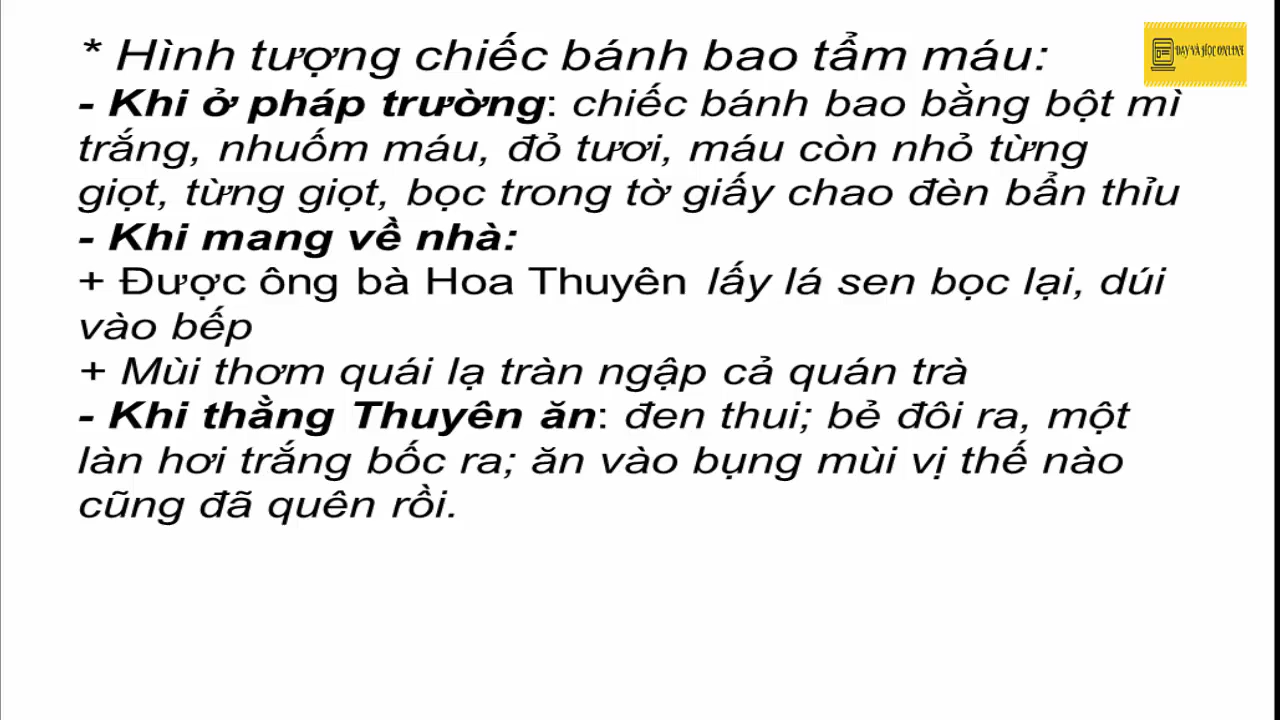 * Hình tượng chiếc bánh bao tẩm máu:
- Khi ở pháp trường: chiếc bánh bao bằng bột mì
trắng, nhuốm máu, đỏ tươi, máu còn nhỏ từng
giọt, từng giọt, bọc trong tờ giấy chao đèn bẩn thỉu
- Khi mang về nhà:
+ Được ông bà Hoa Thuyên lấy lá sen bọc lại, dúi
vào bếp
+ Mùi thơm quái lạ tràn ngập cả quán trà
- Khi thằng Thuyên ăn: đen thui; bẻ đôi ra, một
làn hơi trắng bốc ra; ăn vào bụng mùi vị thế nào
cũng đã quên rồi.
DẠY VÀ HỌC ONLINE